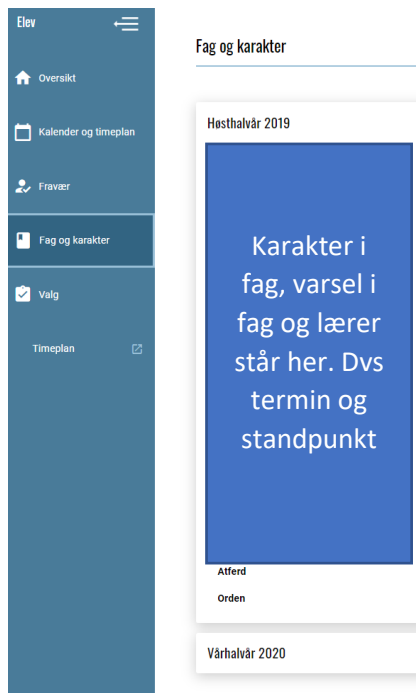 Elev
Oversikt
Kalender og timeplan
Fravær
Fag og karakter
Valg
Timeplan
Fag og karakter
Høsthalvår 2019
Karakter i
fag, varsel i
fag og lærer
står her. Dvs
termin og
standpunkt
Atferd
Orden
Vårhalvår 2020